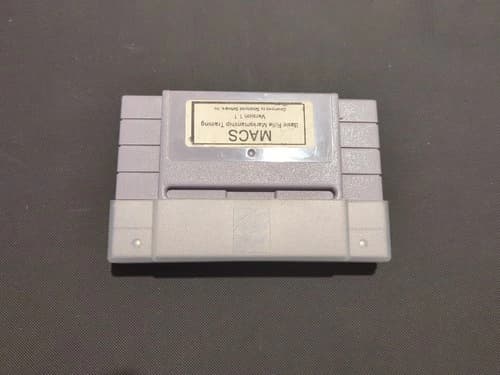 MACS
Basic Rifle Marksmanship Training
Version 1.1
Developed by Sculptured Software, Inc.